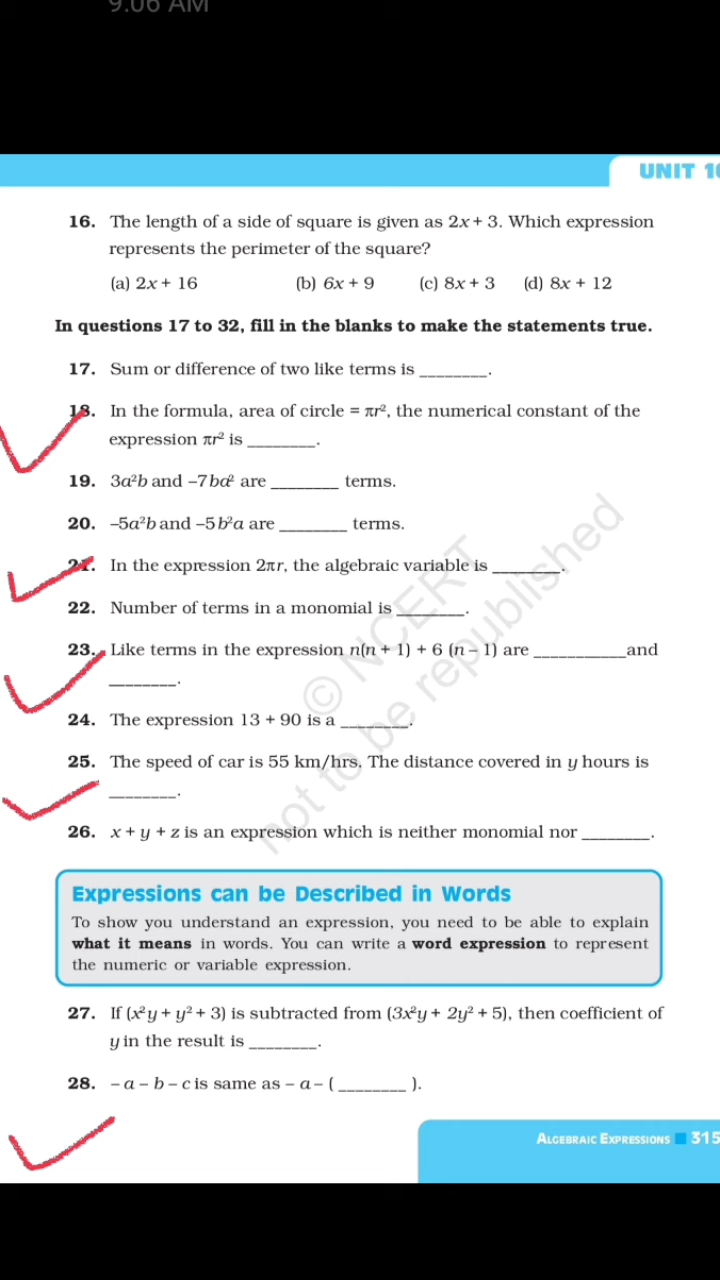 9:06 AM
UNIT 10
16. The length of a side of square is given as 2x + 3. Which expression
represents the perimeter of the square?
(a) 2x + 16 (b) 6x + 9 (c) 8x + 3 (d) 8x + 12
In questions 17 to 32, fill in the blanks to make the statements true.
17. Sum or difference of two like terms is ________.
18. In the formula, area of circle = πr², the numerical constant of the
expression πr² is ________.
19. 3a²b and –7ba² are ________ terms.
20. –5a²b and –5b²a are ________ terms.
21. In the expression 2πr, the algebraic variable is ________.
22. Number of terms in a monomial is ________.
23. Like terms in the expression n(n + 1) + 6 (n – 1) are ___________and
________.
24. The expression 13 + 90 is a ________.
25. The speed of car is 55 km/hrs. The distance covered in y hours is
________.
26. x + y + z is an expression which is neither monomial nor ________.
Expressions can be Described in Words
To show you understand an expression, you need to be able to explain
what it means in words. You can write a word expression to represent
the numeric or variable expression.
27. If (x²y + y² + 3) is subtracted from (3x²y + 2y² + 5), then coefficient of
y in the result is ________.
28. – a – b – c is same as – a – ( ________ ).
ALGEBRAIC EXPRESSIONS 315
© NCERT
not to be republished